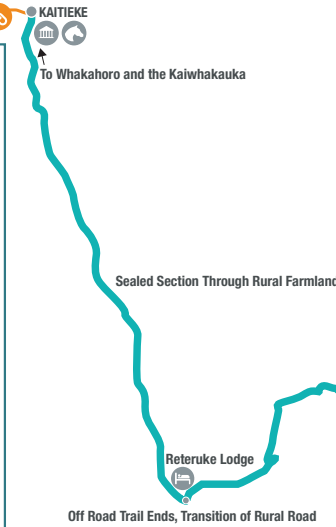 KAITIEKE
To Whakahoro and the Kaiwhakauka
Sealed Section Through Rural Farmland
Reteruke Lodge
Off Road Trail Ends, Transition of Rural Road